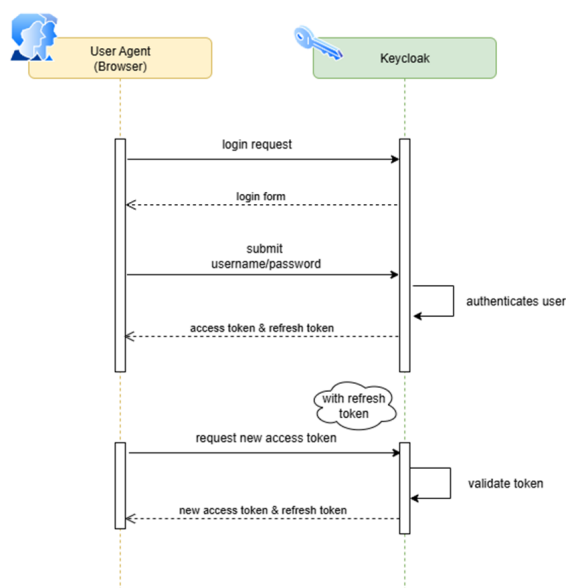 User Agent
(Browser)
Keycloak
login request
login form
submit
username/password
authenticates user
access token & refresh token
with refresh
token
request new access token
validate token
new access token & refresh token